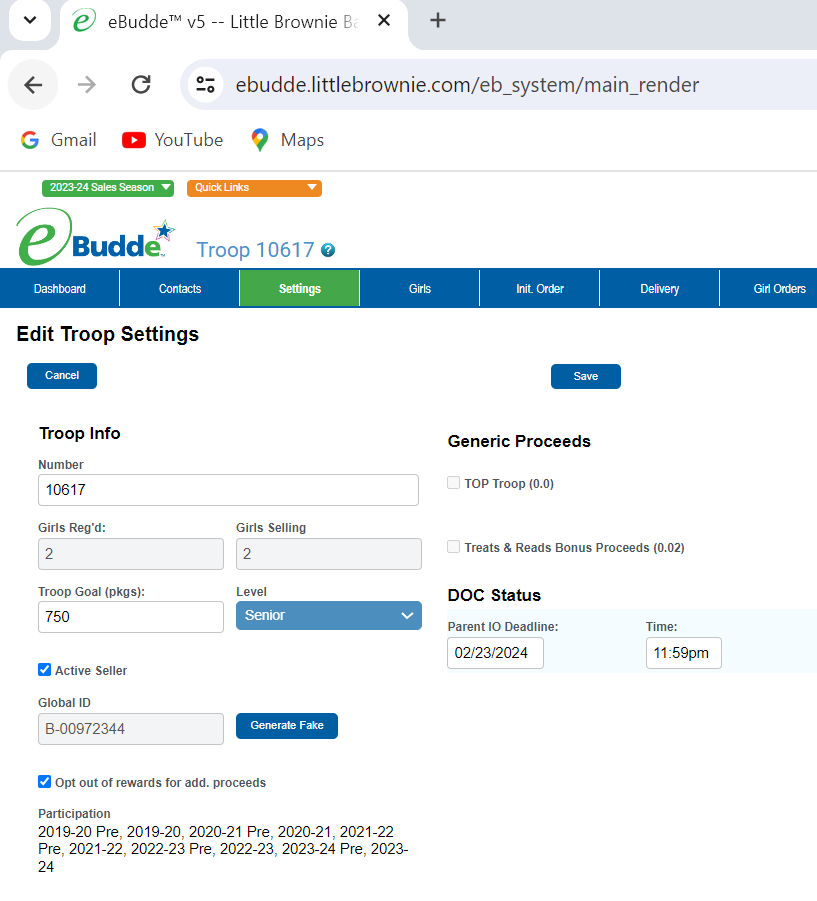 eBudde™ v5 -- Little Brownie Ba
ebudde.littlebrownie.com/eb_system/main_render
Gmail YouTube Maps
2023-24 Sales Season Quick Links
eBudde™ Troop 10617 ?
Dashboard Contacts Settings Girls Init. Order Delivery Girl Orders
Edit Troop Settings
Cancel Save
Troop Info
Number
10617
Girls Reg'd: Girls Selling
2 2
Troop Goal (pkgs): Level
750 Senior
Active Seller
Global ID
B-00972344 Generate Fake
Opt out of rewards for add. proceeds
Participation
2019-20 Pre, 2019-20, 2020-21 Pre, 2020-21, 2021-22
Pre, 2021-22, 2022-23 Pre, 2022-23, 2023-24 Pre, 2023-
24
Generic Proceeds
TOP Troop (0.0)
Treats & Reads Bonus Proceeds (0.02)
DOC Status
Parent IO Deadline: Time:
02/23/2024 11:59pm